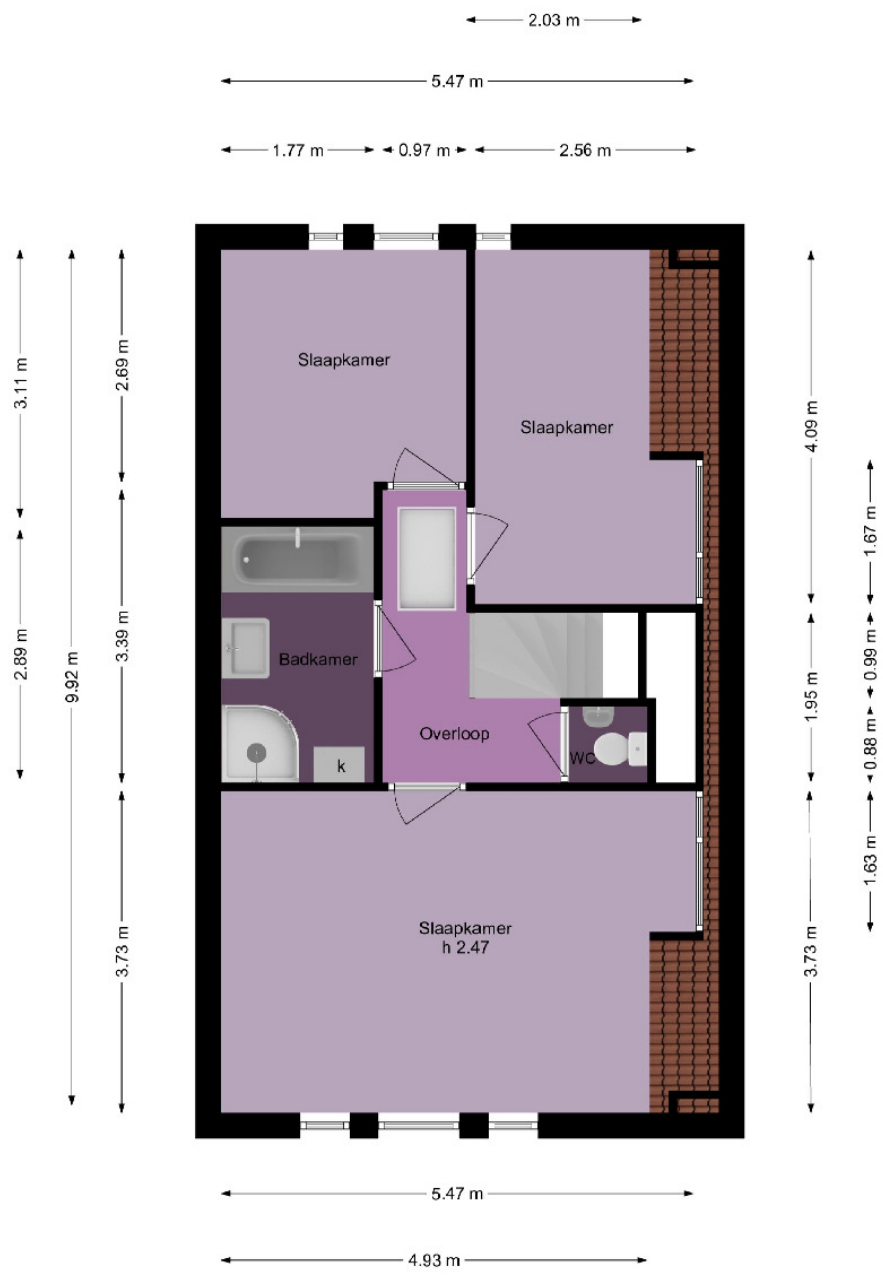 2.03 m
5.47 m
1.77 m
0.97 m
2.56 m
3.11 m
2.69 m
4.09 m
Slaapkamer
Slaapkamer
1.67 m
2.89 m
9.92 m
3.39 m
Badkamer
0.99 m
1.95 m
Overloop
WC
0.88 m
k
1.63 m
3.73 m
Slaapkamer
h 2.47
3.73 m
5.47 m
4.93 m